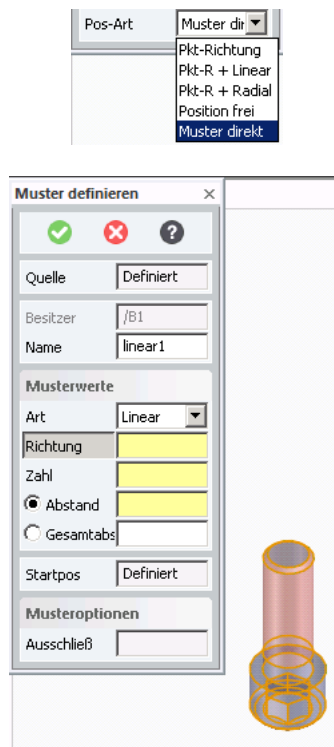 Pos-Art Muster dir
Pkt-Richtung
Pkt-R + Linear
Pkt-R + Radial
Position frei
Muster direkt
Muster definieren ×
?
Quelle Definiert
Besitzer /B1
Name linear1
Musterwerte
Art Linear
Richtung
Zahl
Abstand
Gesamtabs
Startpos Definiert
Musteroptionen
Ausschließ